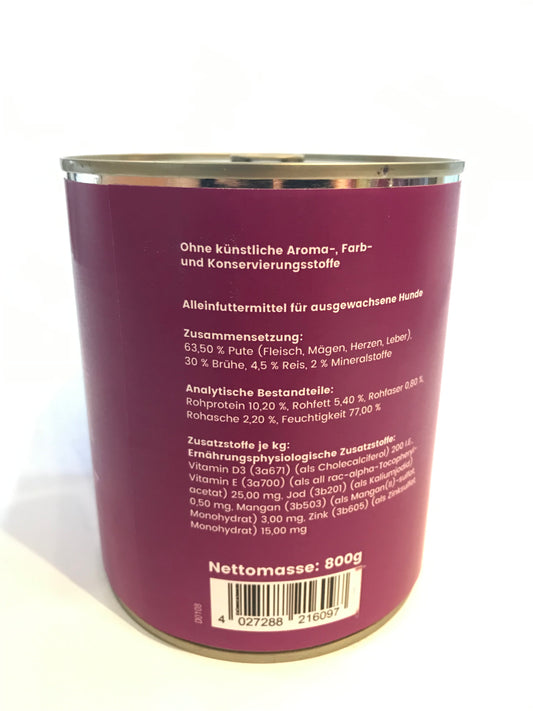 Ohne künstliche Aroma-, Farb-
und Konservierungsstoffe
Alleinfuttermittel für ausgewachsene Hunde
Zusammensetzung:
63,50 % Pute (Fleisch, Mägen, Herzen, Leber),
30 % Brühe, 4,5 % Reis, 2 % Mineralstoffe
Analytische Bestandteile:
Rohprotein 10,20 %, Rohfett 5,40 %, Rohfaser 0,80 %,
Rohasche 2,20 %, Feuchtigkeit 77,00 %
Zusatzstoffe je kg:
Ernährungsphysiologische Zusatzstoffe:
Vitamin D3 (3a671) (als Cholecalciferol) 200 I.E,
Vitamin E (3a700) (als all rac-alpha-Tocopheryl-
acetat) 25,00 mg, Jod (3b201) (als Kaliumjodid)
0,50 mg, Mangan (3b503) (als Mangan(II)-sulfat,
Monohydrat) 3,00 mg, Zink (3b605) (als Zinksulfat
Monohydrat) 15,00 mg
Nettomasse: 800g
4 027288 216097
D0108